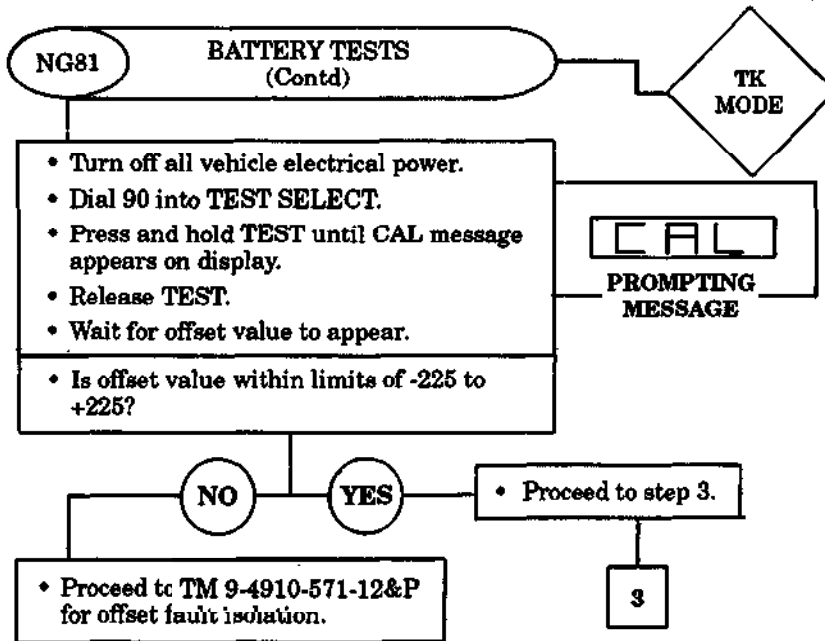 NG81
BATTERY TESTS
(Contd)
TK
MODE
• Turn off all vehicle electrical power.
• Dial 90 into TEST SELECT.
• Press and hold TEST until CAL message
appears on display.
• Release TEST.
• Wait for offset value to appear.
CAL
PROMPTING
MESSAGE
• Is offset value within limits of -225 to
+225?
NO
YES
• Proceed to step 3.
• Proceed to TM 9-4910-571-12&P
for offset fault isolation.
3